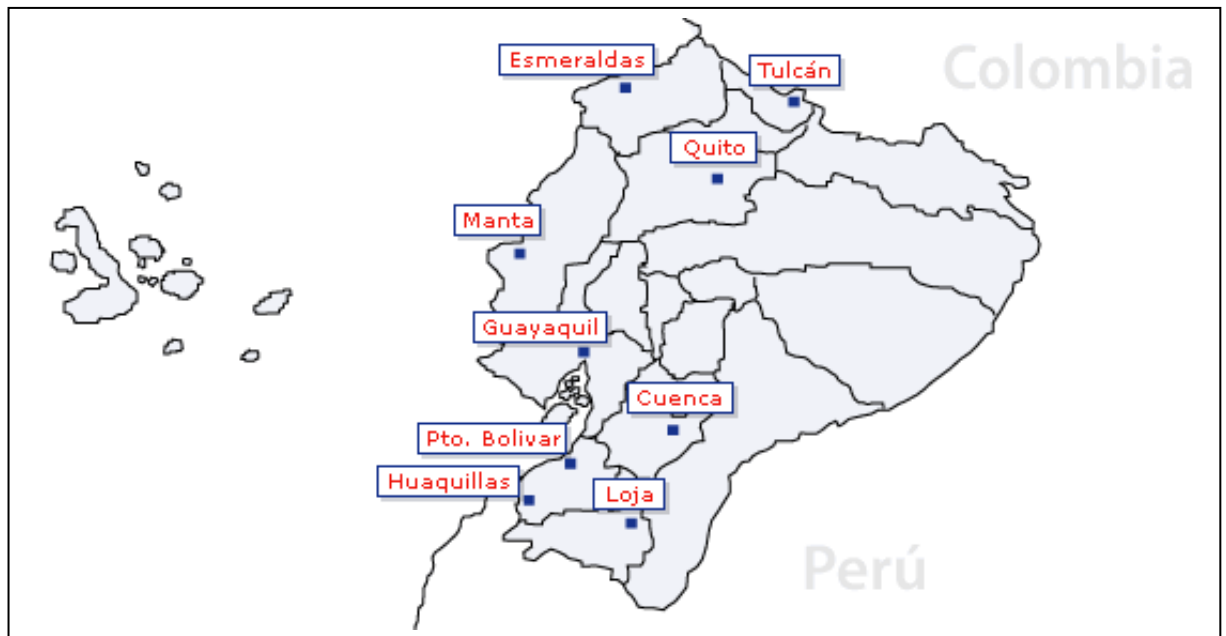 Esmeraldas
Colombia
Tulcán
Quito
Manta
Guayaquil
Cuenca
Pto. Bolivar
Huaquillas
Loja
Perú